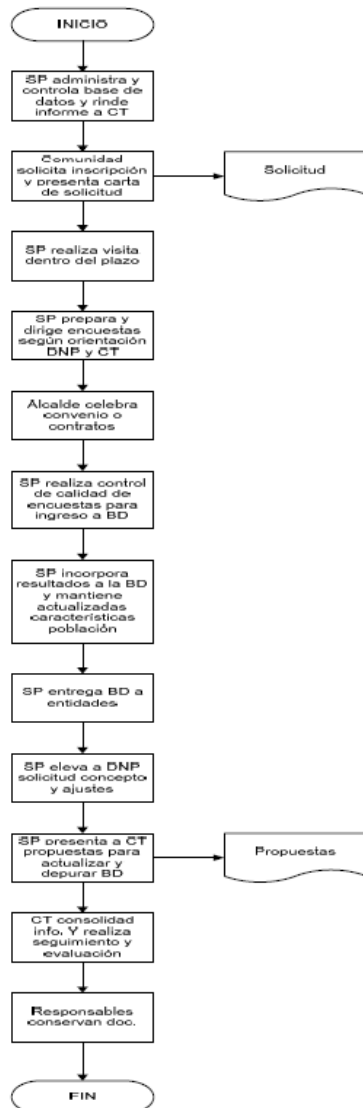 INICIO
SP administra y
controla base de
datos y rinde
informe a CT
Comunidad
solicita inscripción
y presenta carta
de solicitud
Solicitud
SP realiza visita
dentro del plazo
SP prepara y
dirige encuestas
según orientación
DNP y CT
Alcalde celebra
convenio o
contratos
SP realiza control
de calidad de
encuestas para
ingreso a BD
SP incorpora
resultados a la BD
y mantiene
actualizadas
características
población
SP entrega BD a
entidades
SP eleva a DNP
solicitud concepto
y ajustes
SP presenta a CT
propuestas para
actualizar y
depurar BD
Propuestas
CT consolidad
info. Y realiza
seguimiento y
evaluación
Responsables
conservan doc.
FIN